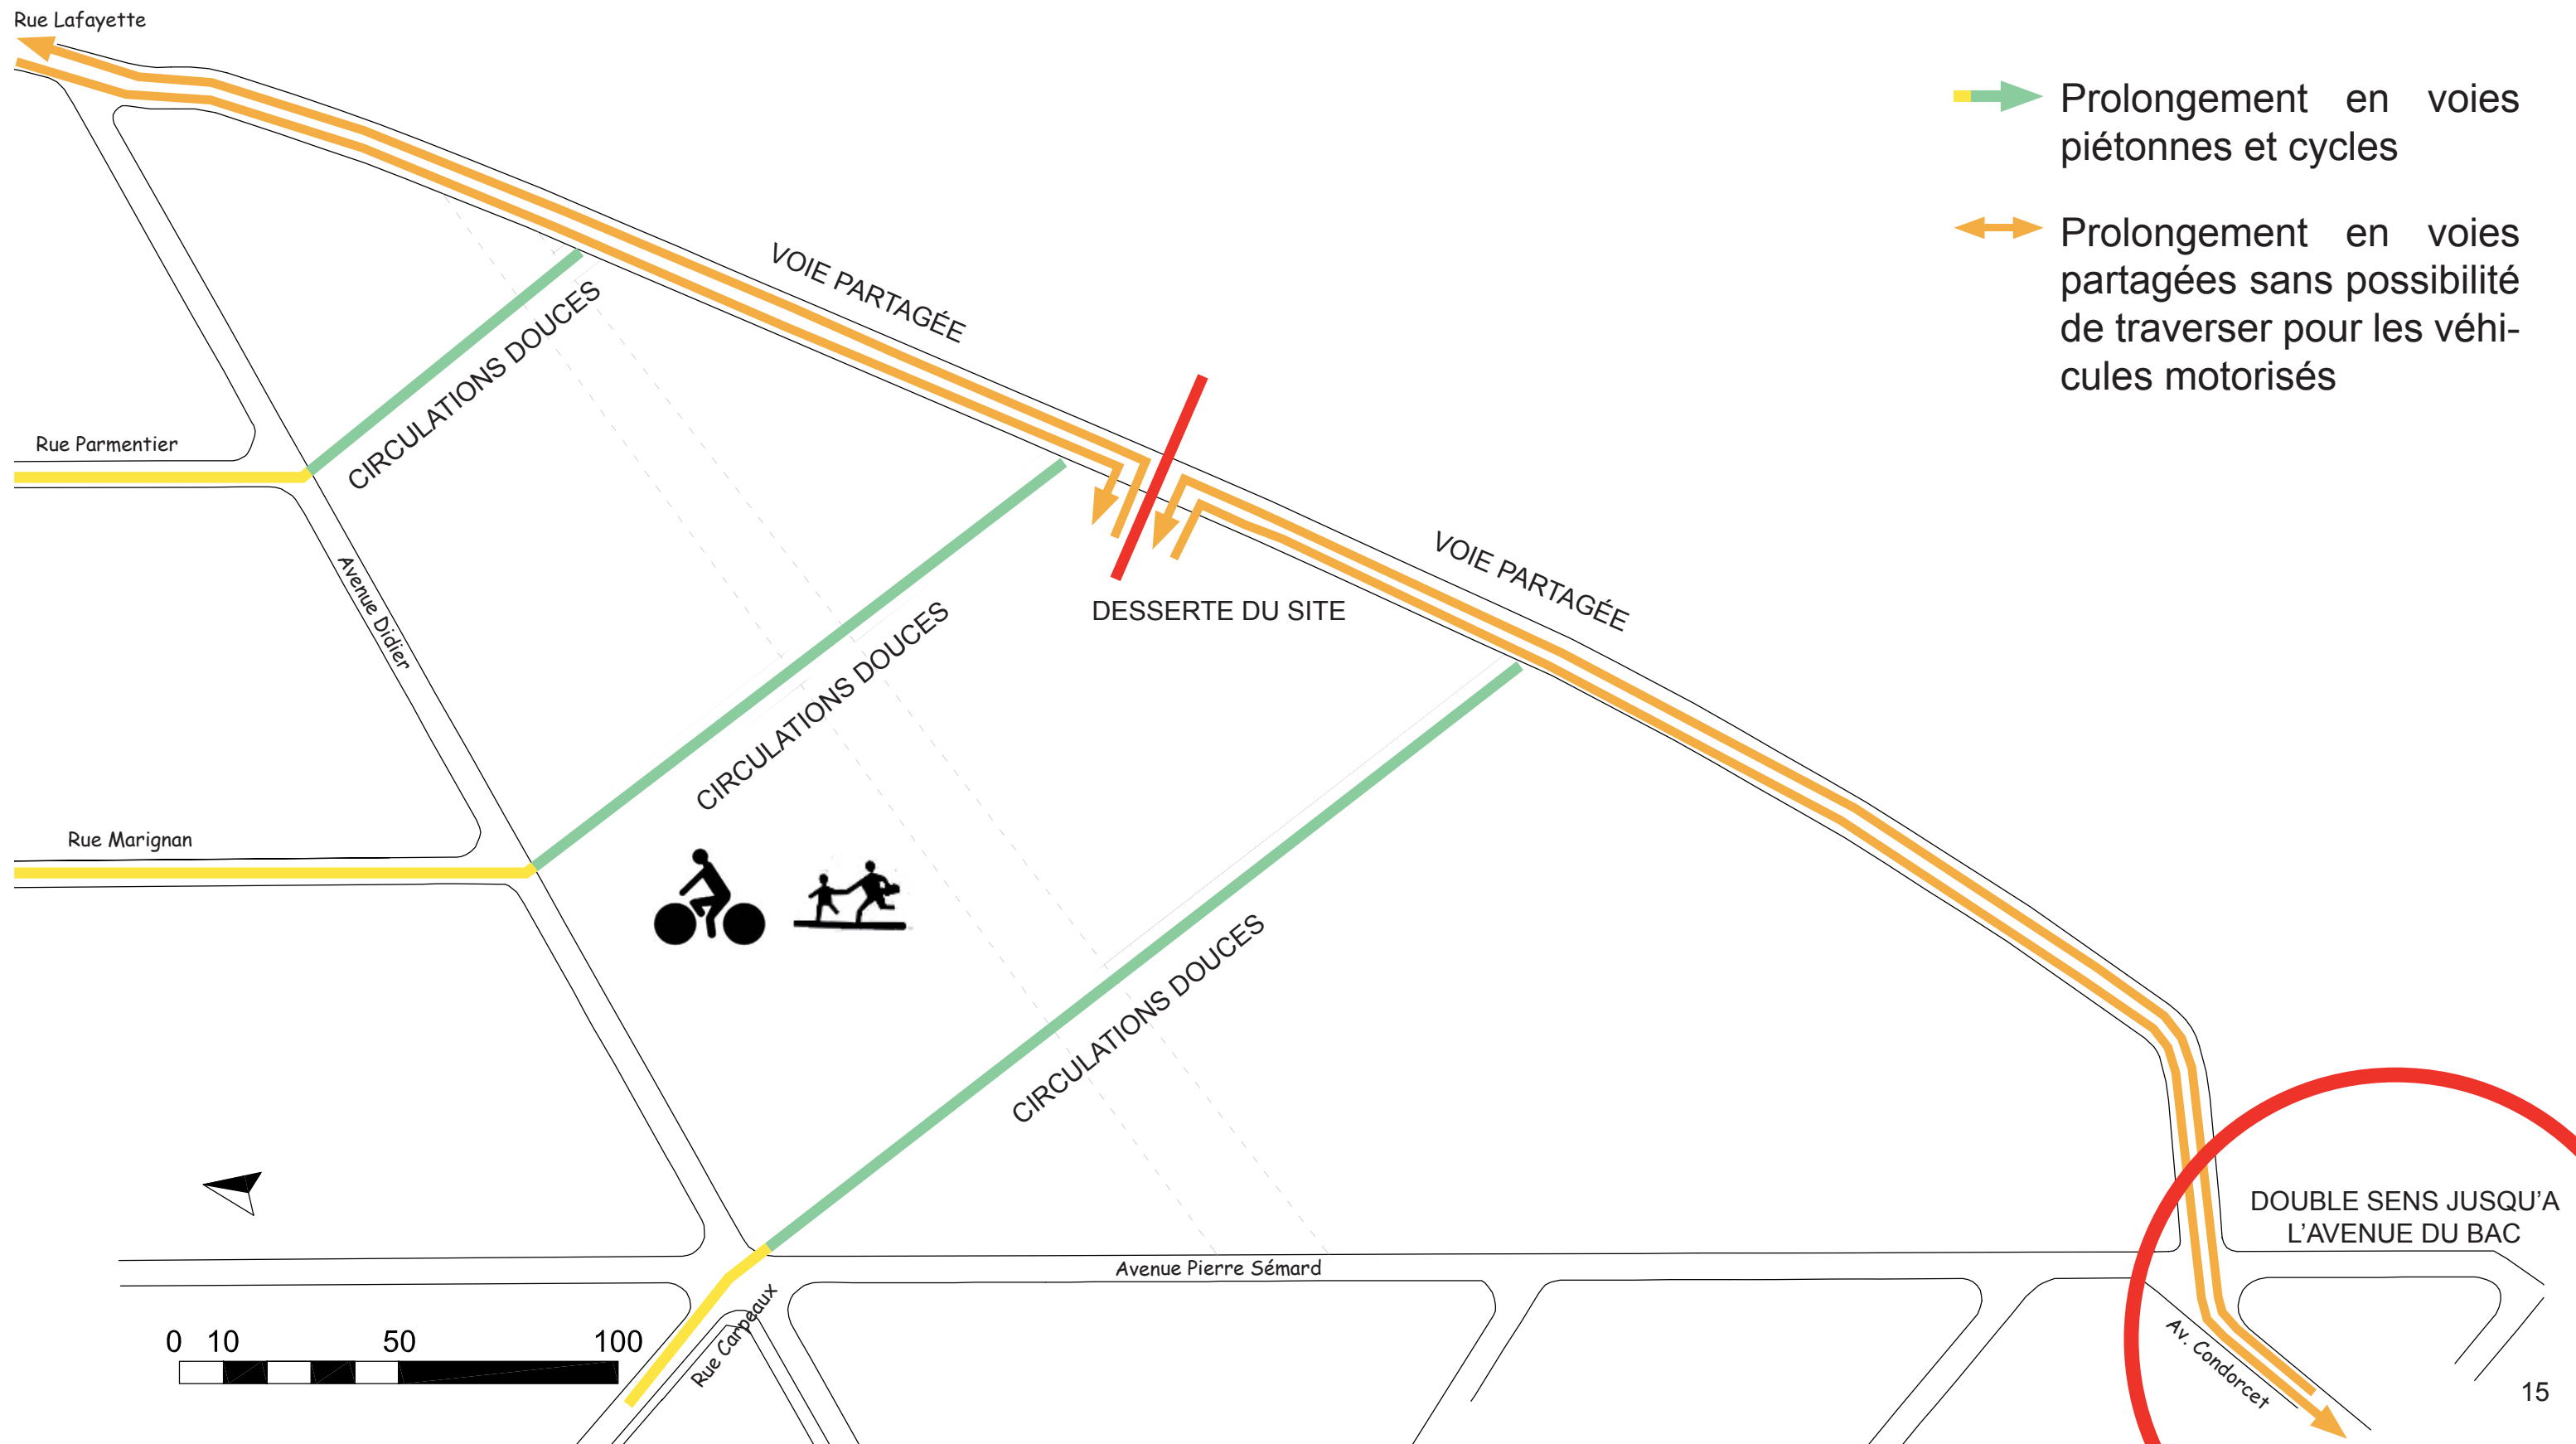 Rue Lafayette
Prolongement en voies
piétonnes et cycles
Prolongement en voies
partagées sans possibilité
de traverser pour les véhi-
cules motorisés
VOIE PARTAGÉE
CIRCULATIONS DOUCES
Rue Parmentier
Avenue Didier
DESSERTE DU SITE
VOIE PARTAGÉE
CIRCULATIONS DOUCES
Rue Marignan
CIRCULATIONS DOUCES
DOUBLE SENS JUSQU'A
L'AVENUE DU BAC
Avenue Pierre Sémard
Rue Carpeaux
Av. Condorcet
0 10 50 100
15